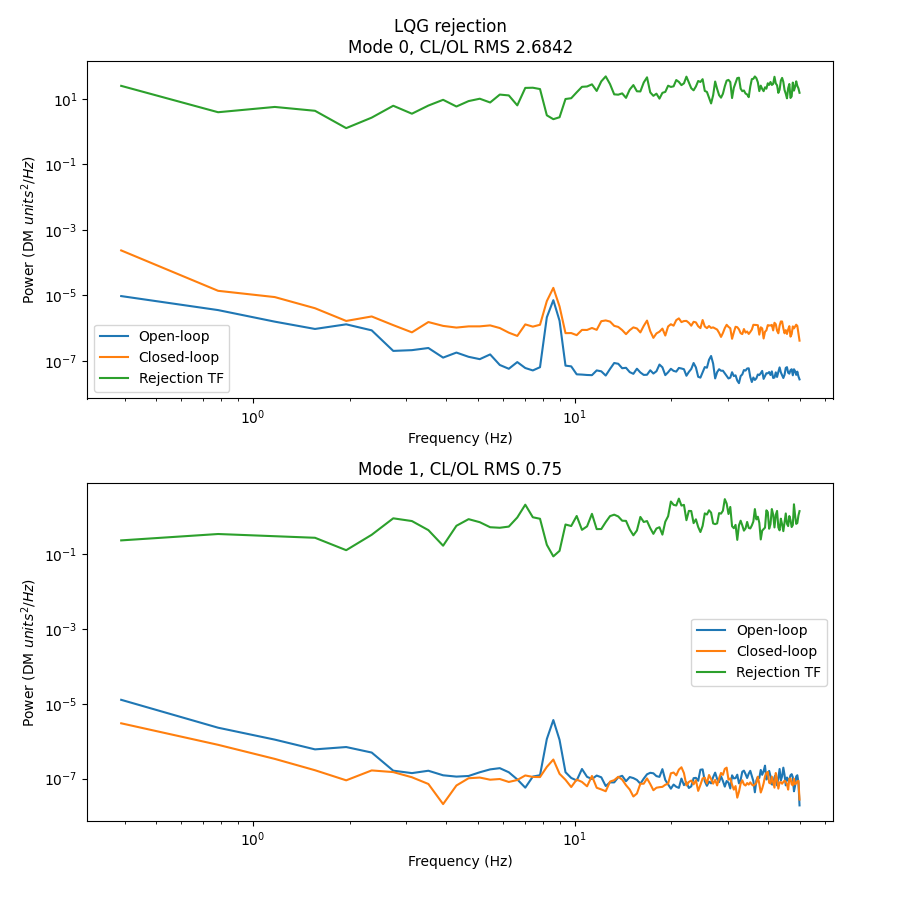 LQG rejection
Mode 0, CL/OL RMS 2.6842
10¹
10⁻¹
10⁻³
10⁻⁵
10⁻⁷
Power (DM units²/Hz)
Open-loop
Closed-loop
Rejection TF
10⁰
10¹
Frequency (Hz)
Mode 1, CL/OL RMS 0.75
10⁻¹
10⁻³
10⁻⁵
10⁻⁷
Power (DM units²/Hz)
Open-loop
Closed-loop
Rejection TF
10⁰
10¹
Frequency (Hz)